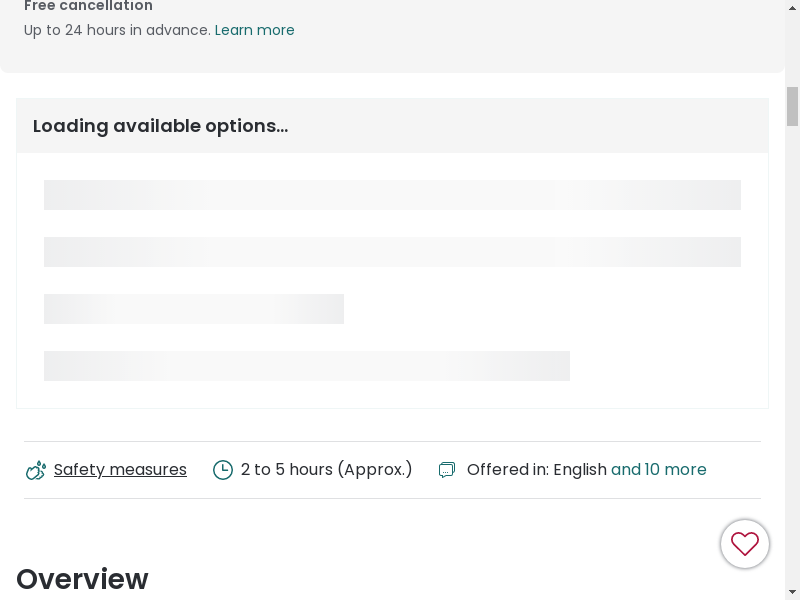 Free cancellation
Up to 24 hours in advance. Learn more
Loading available options...
Safety measures
2 to 5 hours (Approx.)
Offered in: English and 10 more
Overview